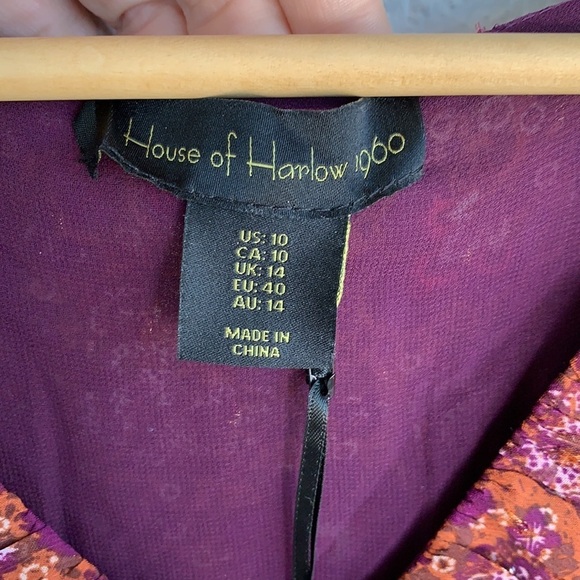 House of Harlow 1960
US: 10
CA: 10
UK: 14
EU: 40
AU: 14
MADE IN
CHINA